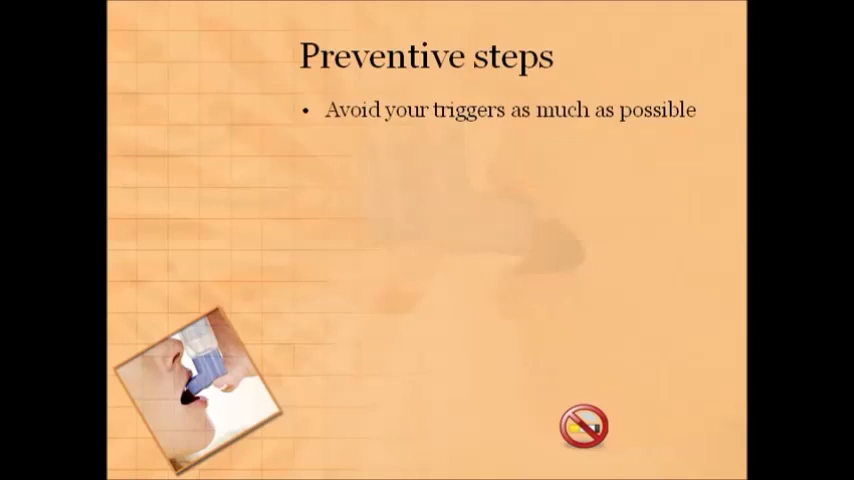 Preventive steps
• Avoid your triggers as much as possible